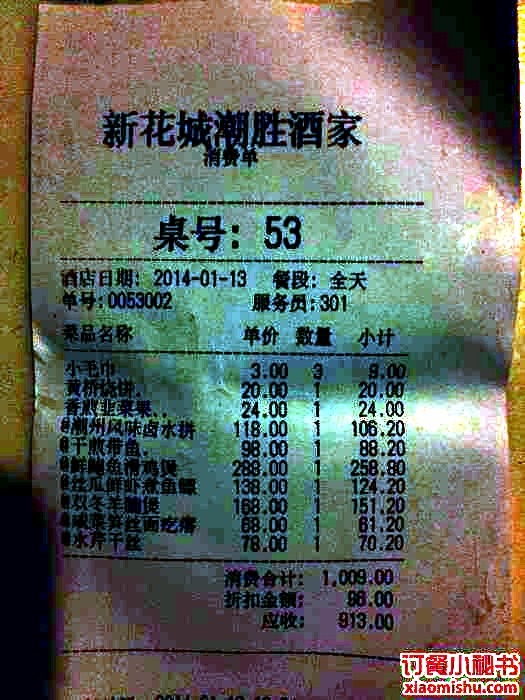 新花城潮胜酒家
消费单
桌号: 53
酒店日期: 2014-01-13 餐段: 全天
单号:0053002 服务员:301
菜品名称 单价 数量 小计
小毛巾 3.00 3 9.00
黄桥烧饼. 20.00 1 20.00
香煎韭菜果.. 24.00 1 24.00
@潮州风味卤水拼 118.00 1 106.20
@干煎带鱼. 98.00 1 88.20
@鲜鲍鱼滑鸡煲 288.00 1 258.80
@丝瓜鲜虾煮鱼 138.00 1 124.20
@双冬羊腩煲 168.00 1 151.20
@咸菜笋丝面疙瘩 68.00 1 61.20
@水芹干丝 78.00 1 70.20
消费合计: 1,009.00
折扣金额: 96.00
应收: 913.00
订餐小秘书
xiaomishu.com